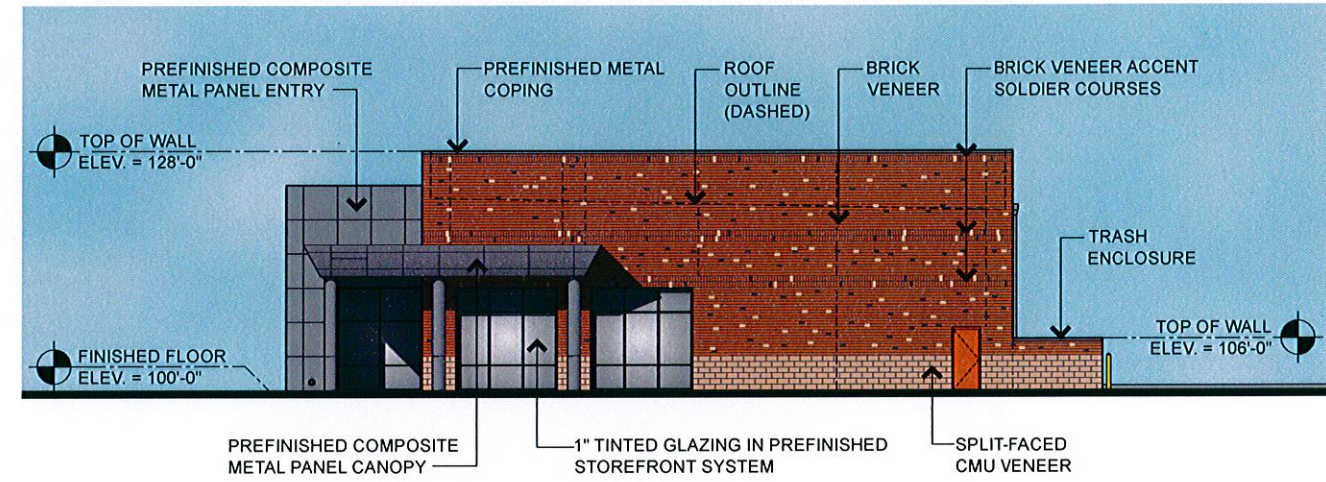 PREFINISHED COMPOSITE
METAL PANEL ENTRY
PREFINISHED METAL
COPING
ROOF
OUTLINE
(DASHED)
BRICK
VENEER
BRICK VENEER ACCENT
SOLDIER COURSES
TOP OF WALL
ELEV. = 128'-0"
TRASH
ENCLOSURE
TOP OF WALL
ELEV. = 106'-0"
FINISHED FLOOR
ELEV. = 100'-0"
PREFINISHED COMPOSITE
METAL PANEL CANOPY
1" TINTED GLAZING IN PREFINISHED
STOREFRONT SYSTEM
SPLIT-FACED
CMU VENEER